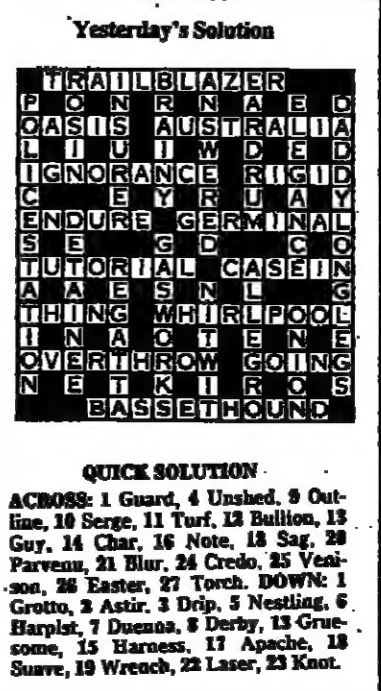 Yesterday's Solution
TRAILBLAZER
P O N R N A E D
OASIS AUSTRALIA
L I U I W D E D
IGNORANCE RIGID
C E Y R U A Y
ENDURE GERMINAL
S E G D C O
TUTORIAL CASEIN
A A E S N L G
THING WHIRLPOOL
I N A O T E N E
OVERTHROW GOING
N E T K I R O S
BASSETHOUND
QUICK SOLUTION
ACROSS: 1 Guard, 4 Unshed, 9 Out-
line, 10 Serge, 11 Turf, 12 Bullion, 13
Guy, 14 Char, 16 Note, 18 Sag, 20
Parvenu, 21 Blur, 24 Credo, 25 Veni-
son, 26 Easter, 27 Torch. DOWN: 1
Grotto, 2 Astir, 3 Drip, 5 Nestling, 6
Harpist, 7 Duenna, 8 Derby, 13 Grue-
some, 15 Harness, 17 Apache, 18
Suave, 19 Wrench, 22 Laser, 23 Knot.